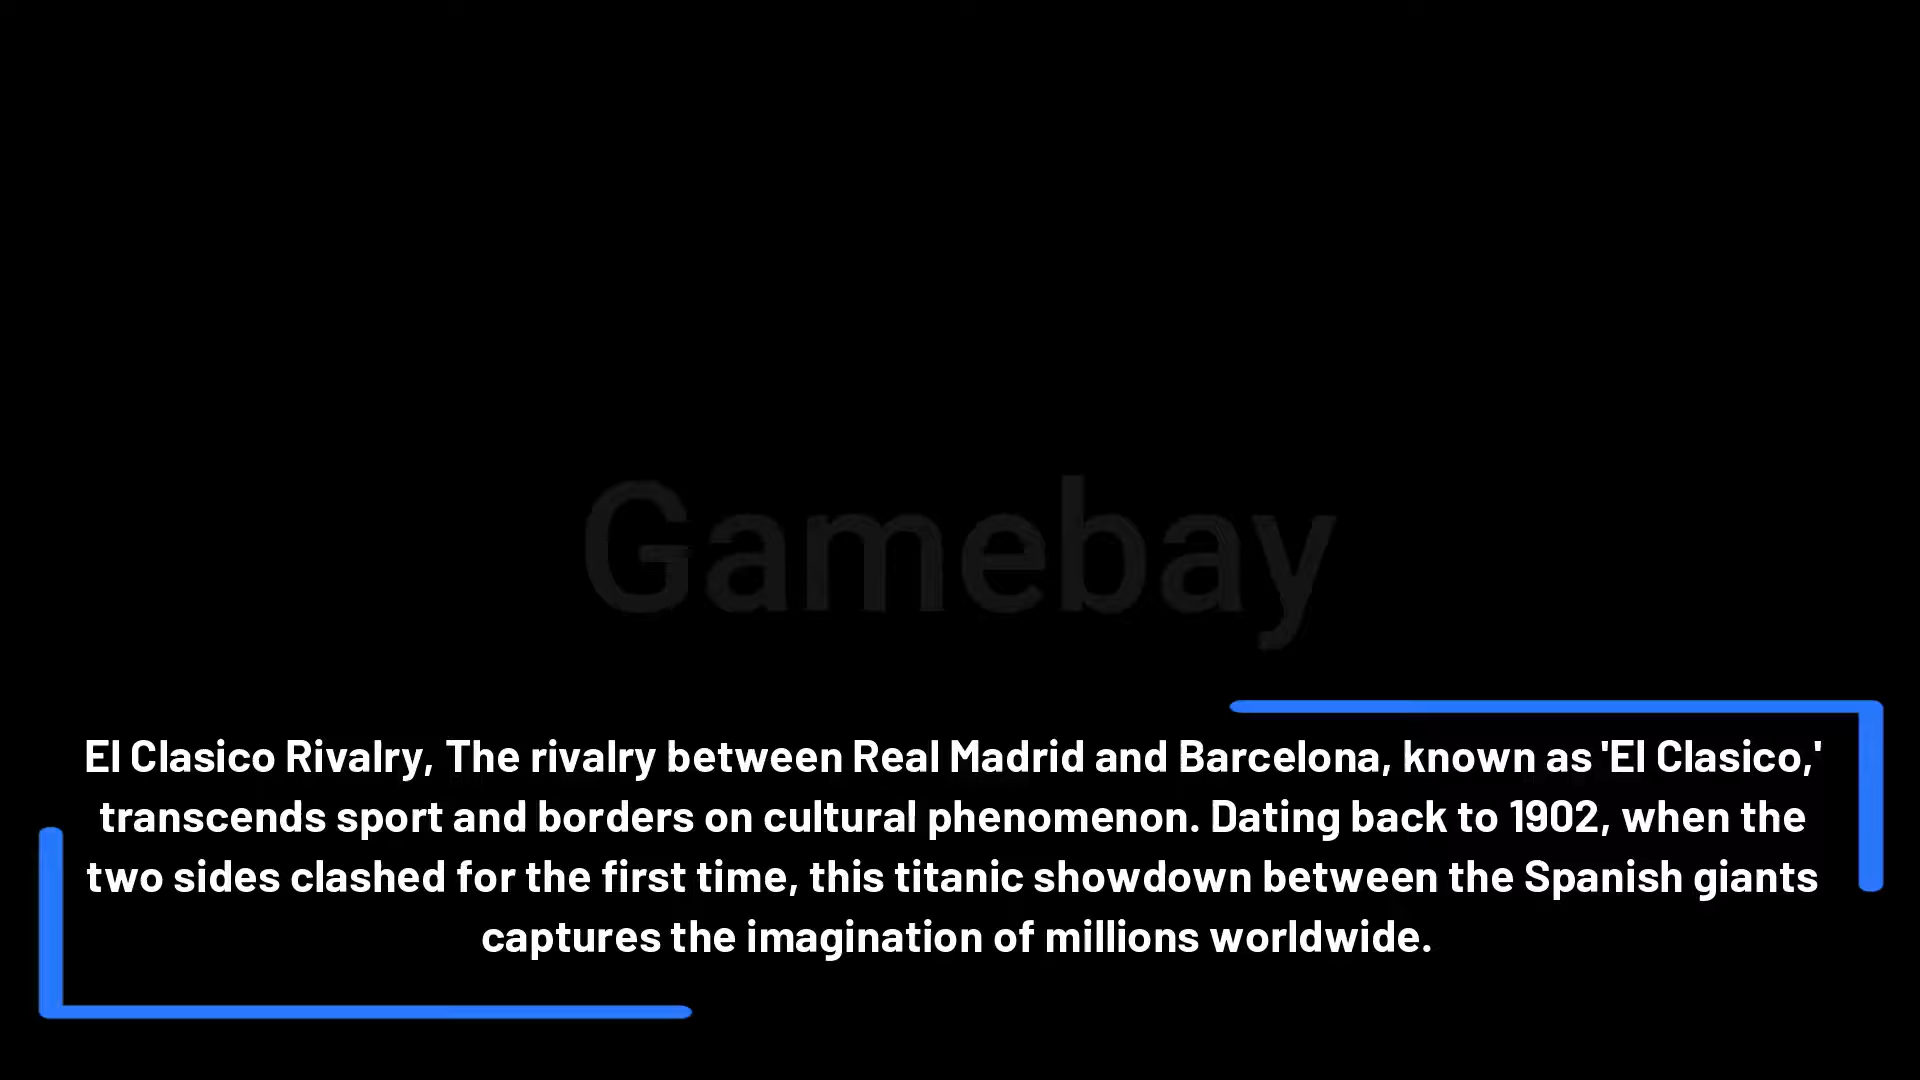 Gamebay
El Clasico Rivalry, The rivalry between Real Madrid and Barcelona, known as 'El Clasico,'
transcends sport and borders on cultural phenomenon. Dating back to 1902, when the
two sides clashed for the first time, this titanic showdown between the Spanish giants
captures the imagination of millions worldwide.